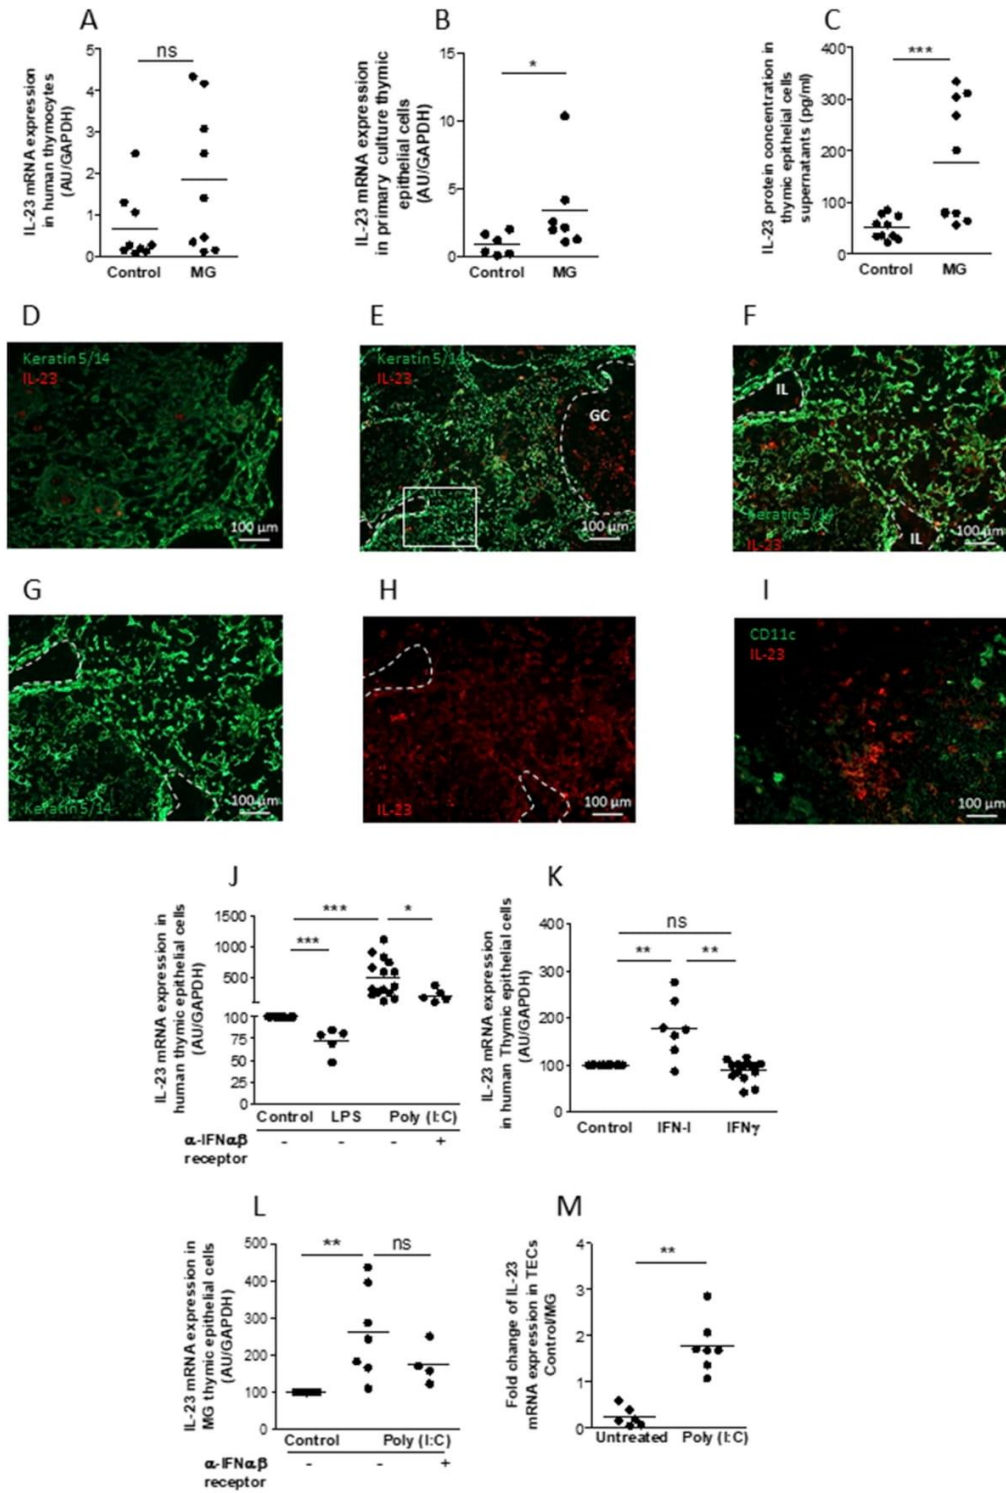 A
IL-23 mRNA expression
in human thymocytes
(AU/GAPDH)
5
4
3
2
1
0
ns
Control MG
B
IL-23 mRNA expression
in primary culture thymic
epithelial cells
(AU/GAPDH)
15
10
5
0
*
Control MG
C
IL-23 protein concentration in
thymic epithelial cells
supernatants (pg/ml)
400
300
200
100
0
***
Control MG
D
Keratin 5/14
IL-23
100 µm
E
Keratin 5/14
IL-23
GC
100 µm
F
IL
Keratin 5/14
IL-23
IL
100 µm
G
Keratin 5/14
100 µm
H
IL-23
100 µm
I
CD11c
IL-23
100 µm
J
IL-23 mRNA expression in
human thymic epithelial cells
(AU/GAPDH)
1500
1000
500
100
75
50
25
0
*** *
***
Control LPS Poly (I:C)
α-IFNαβ
receptor
- - - +
K
IL-23 mRNA expression
in human Thymic epithelial cells
(AU/GAPDH)
400
300
200
100
0
ns
** **
Control IFN-I IFNγ
L
IL-23 mRNA expression in
MG thymic epithelial cells
(AU/GAPDH)
500
400
300
200
100
0
** ns
Control Poly (I:C)
α-IFNαβ
receptor
- - +
M
Fold change of IL-23
mRNA expression in TECs
Control/MG
4
3
2
1
0
**
Untreated Poly (I:C)